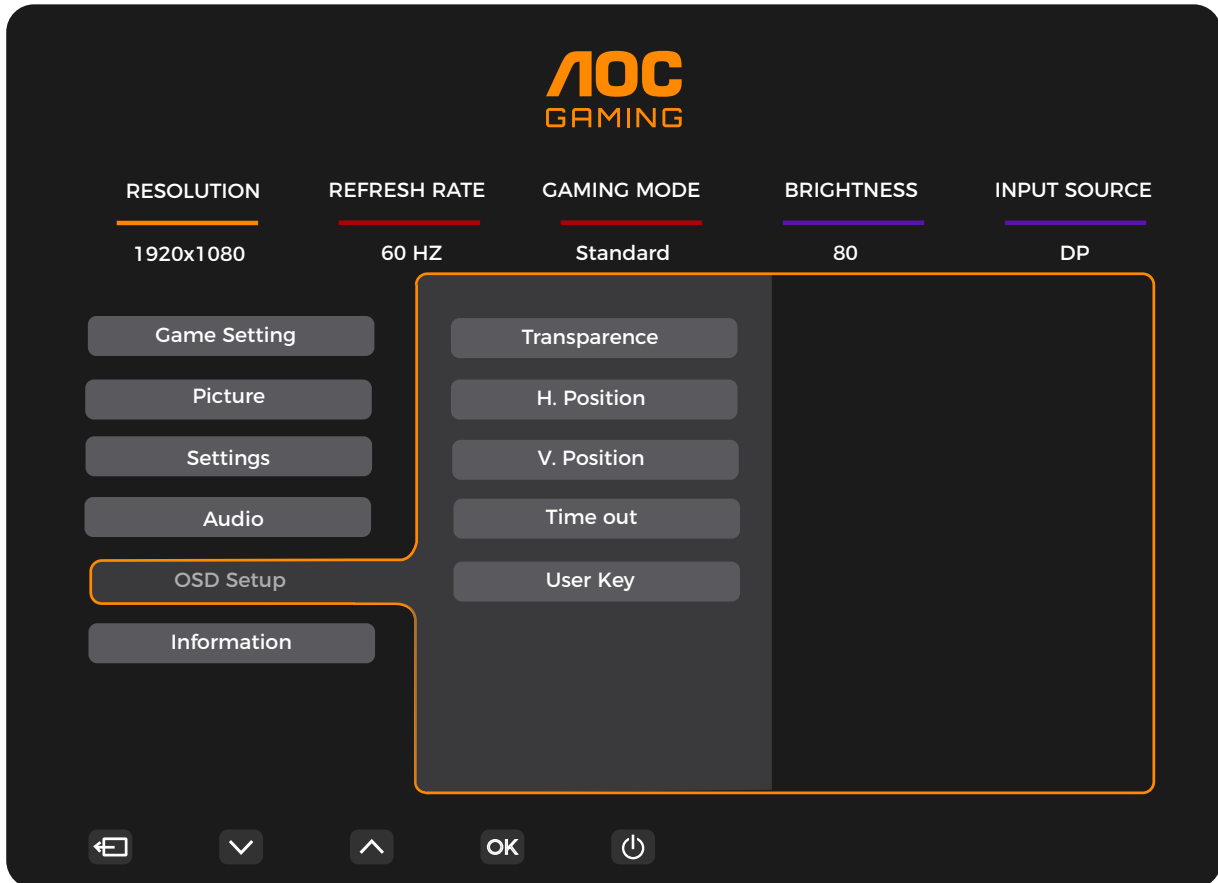 AOC
GAMING
RESOLUTION REFRESH RATE GAMING MODE BRIGHTNESS INPUT SOURCE
1920x1080 60 HZ Standard 80 DP
Game Setting
Picture
Settings
Audio
OSD Setup
Information
Transparence
H. Position
V. Position
Time out
User Key
OK